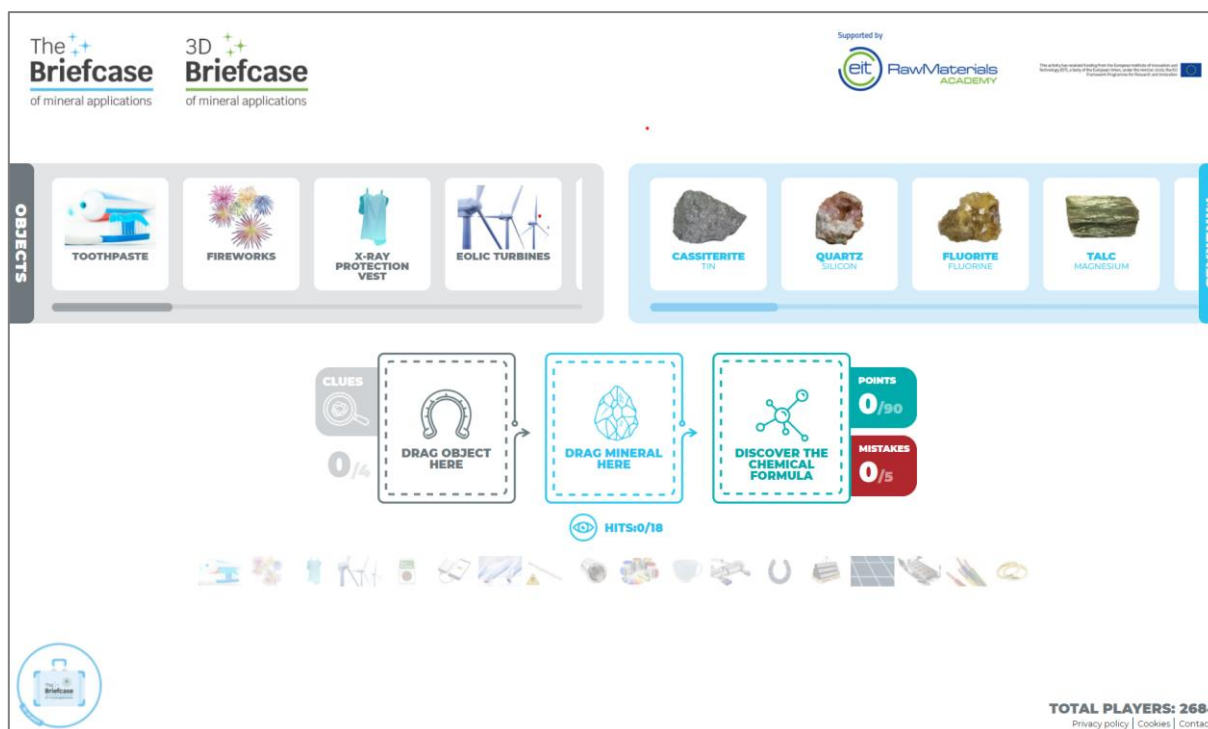 The
Briefcase
of mineral applications
3D
Briefcase
of mineral applications
Supported by
eit RawMaterials
ACADEMY
OBJECTS
TOOTHPASTE
FIREWORKS
X-RAY
PROTECTION
VEST
EOLIC TURBINES
CASSITERITE
TIN
QUARTZ
SILICON
FLUORITE
FLUORINE
TALC
MAGNESIUM
CLUES
0/4
DRAG OBJECT
HERE
DRAG MINERAL
HERE
DISCOVER THE
CHEMICAL
FORMULA
POINTS
0/90
MISTAKES
0/5
HITS:0/18
The
Briefcase
TOTAL PLAYERS: 268
Privacy policy | Cookies | Contac